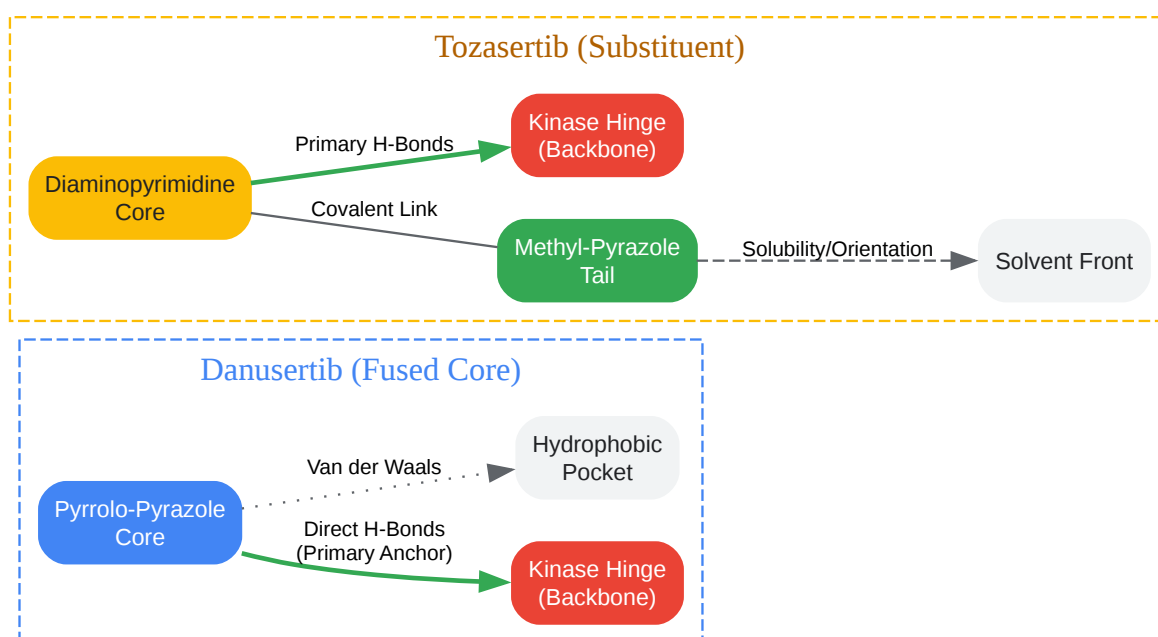 Tozasertib (Substituent)
Diaminopyrimidine
Core
Primary H-Bonds
Kinase Hinge
(Backbone)
Covalent Link
Methyl-Pyrazole
Tail
Solubility/Orientation
Solvent Front
Danusertib (Fused Core)
Pyrrolo-Pyrazole
Core
Van der Waals
Hydrophobic
Pocket
Direct H-Bonds
(Primary Anchor)
Kinase Hinge
(Backbone)